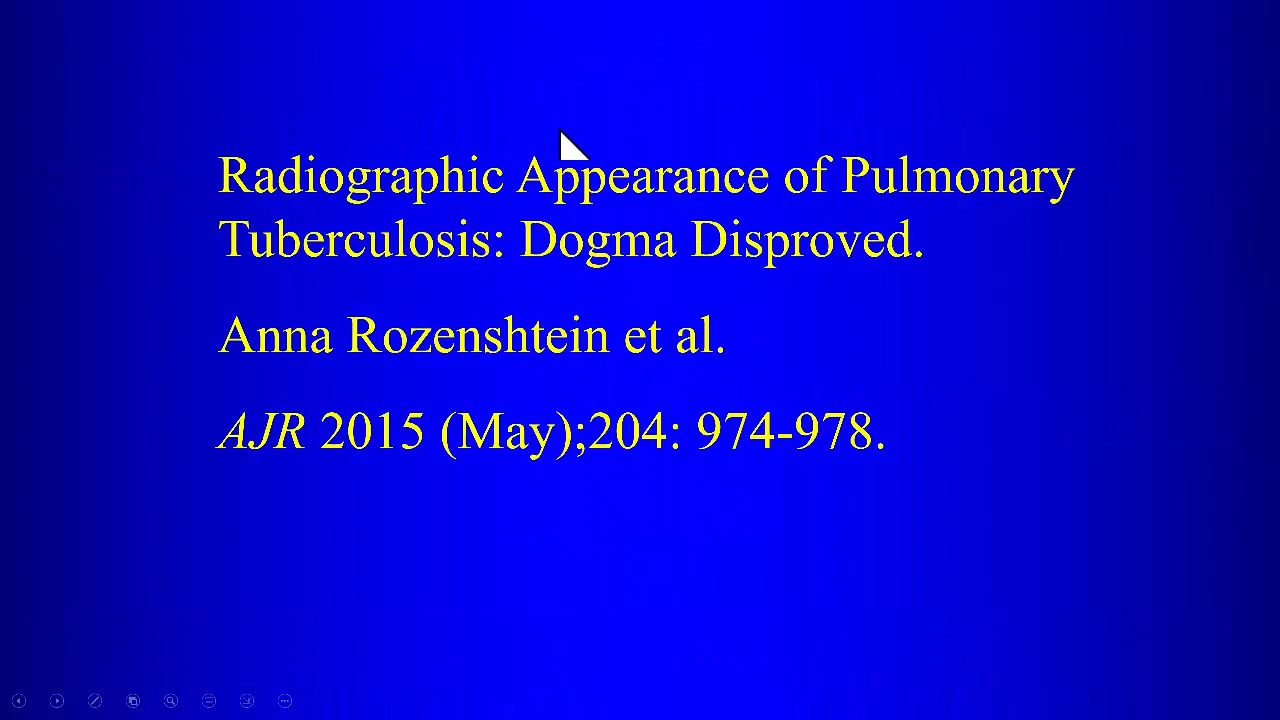 Radiographic Appearance of Pulmonary
Tuberculosis: Dogma Disproved.
Anna Rozenshtein et al.
AJR 2015 (May);204: 974-978.